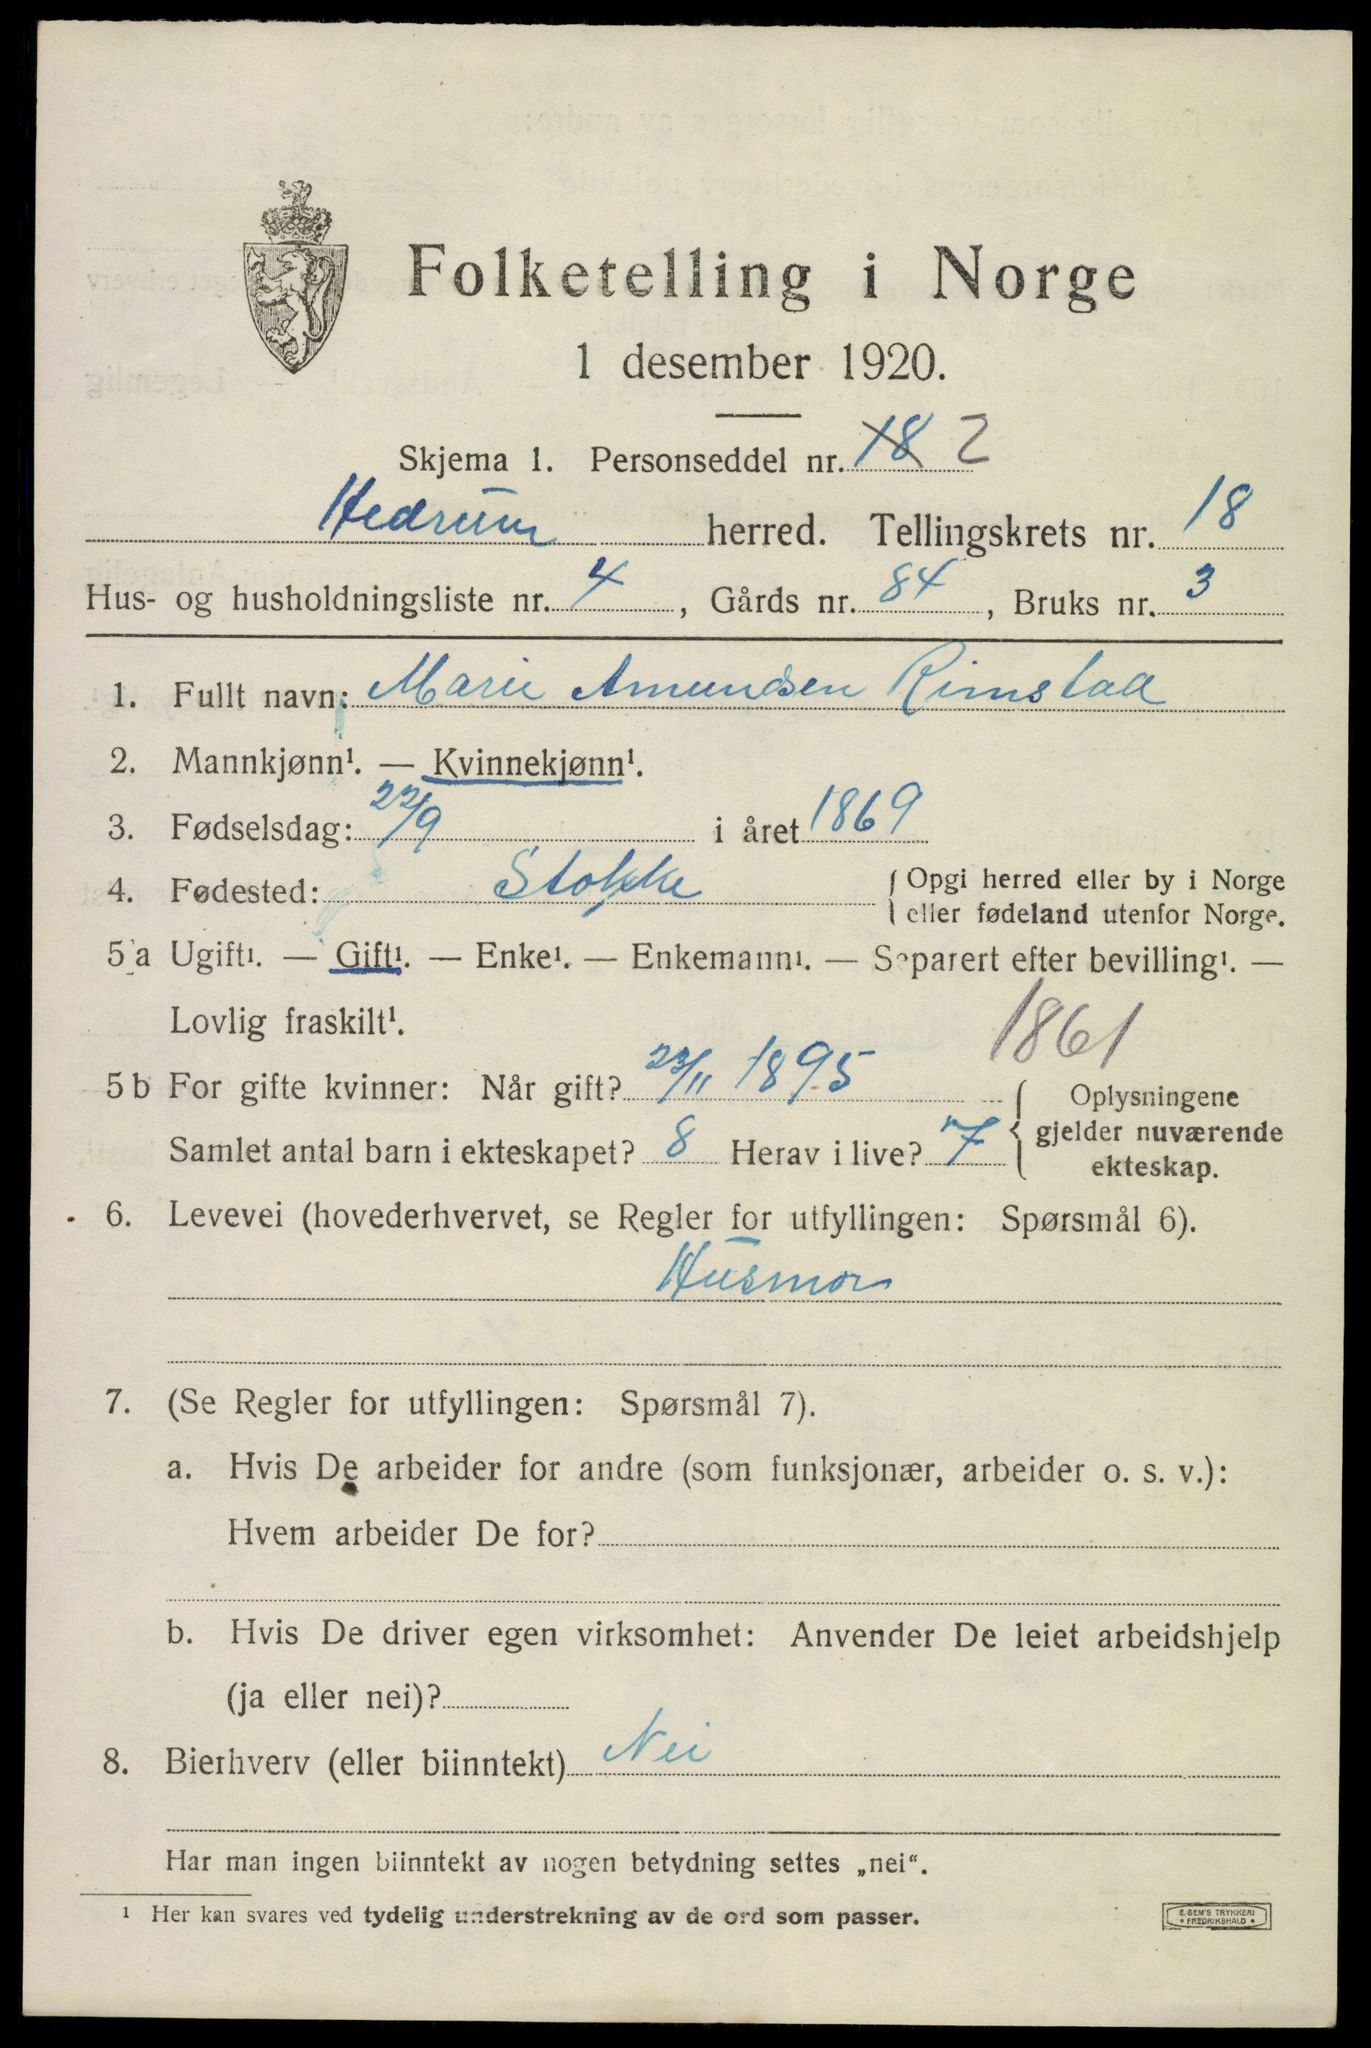 Folketelling i Norge
1 desember 1920.
Skjema 1. Personseddel nr. 18 2
Hedrum herred. Tellingskrets nr. 18
Hus- og husholdningsliste nr. 4, Gårds nr. 84, Bruks nr. 3
1. Fullt navn: Marie Amundsen Rimstad
2. Mannkjønn¹. — Kvinnekjønn¹.
3. Fødselsdag: 22/9 i året 1869
4. Fødested: Stokke { Opgi herred eller by i Norge
eller fødeland utenfor Norge.
5 a Ugift¹. — Gift¹. — Enke¹. — Enkemann¹. — Separert efter bevilling¹. —
Lovlig fraskilt¹.
1861
5 b For gifte kvinner: Når gift? 23/11 1895
Samlet antal barn i ekteskapet? 8 Herav i live? 7
{ Oplysningene
gjelder nuværende
ekteskap.
6. Levevei (hovederhvervet, se Regler for utfyllingen: Spørsmål 6).
Husmor
7. (Se Regler for utfyllingen: Spørsmål 7).
a. Hvis De arbeider for andre (som funksjonær, arbeider o. s. v.):
Hvem arbeider De for?
b. Hvis De driver egen virksomhet: Anvender De leiet arbeidshjelp
(ja eller nei)?
8. Bierhverv (eller biinntekt) Nei
Har man ingen biinntekt av nogen betydning settes „nei“.
¹ Her kan svares ved tydelig understrekning av de ord som passer.
E. SEM'S TRYKKERI
• FREDRIKSHALD •